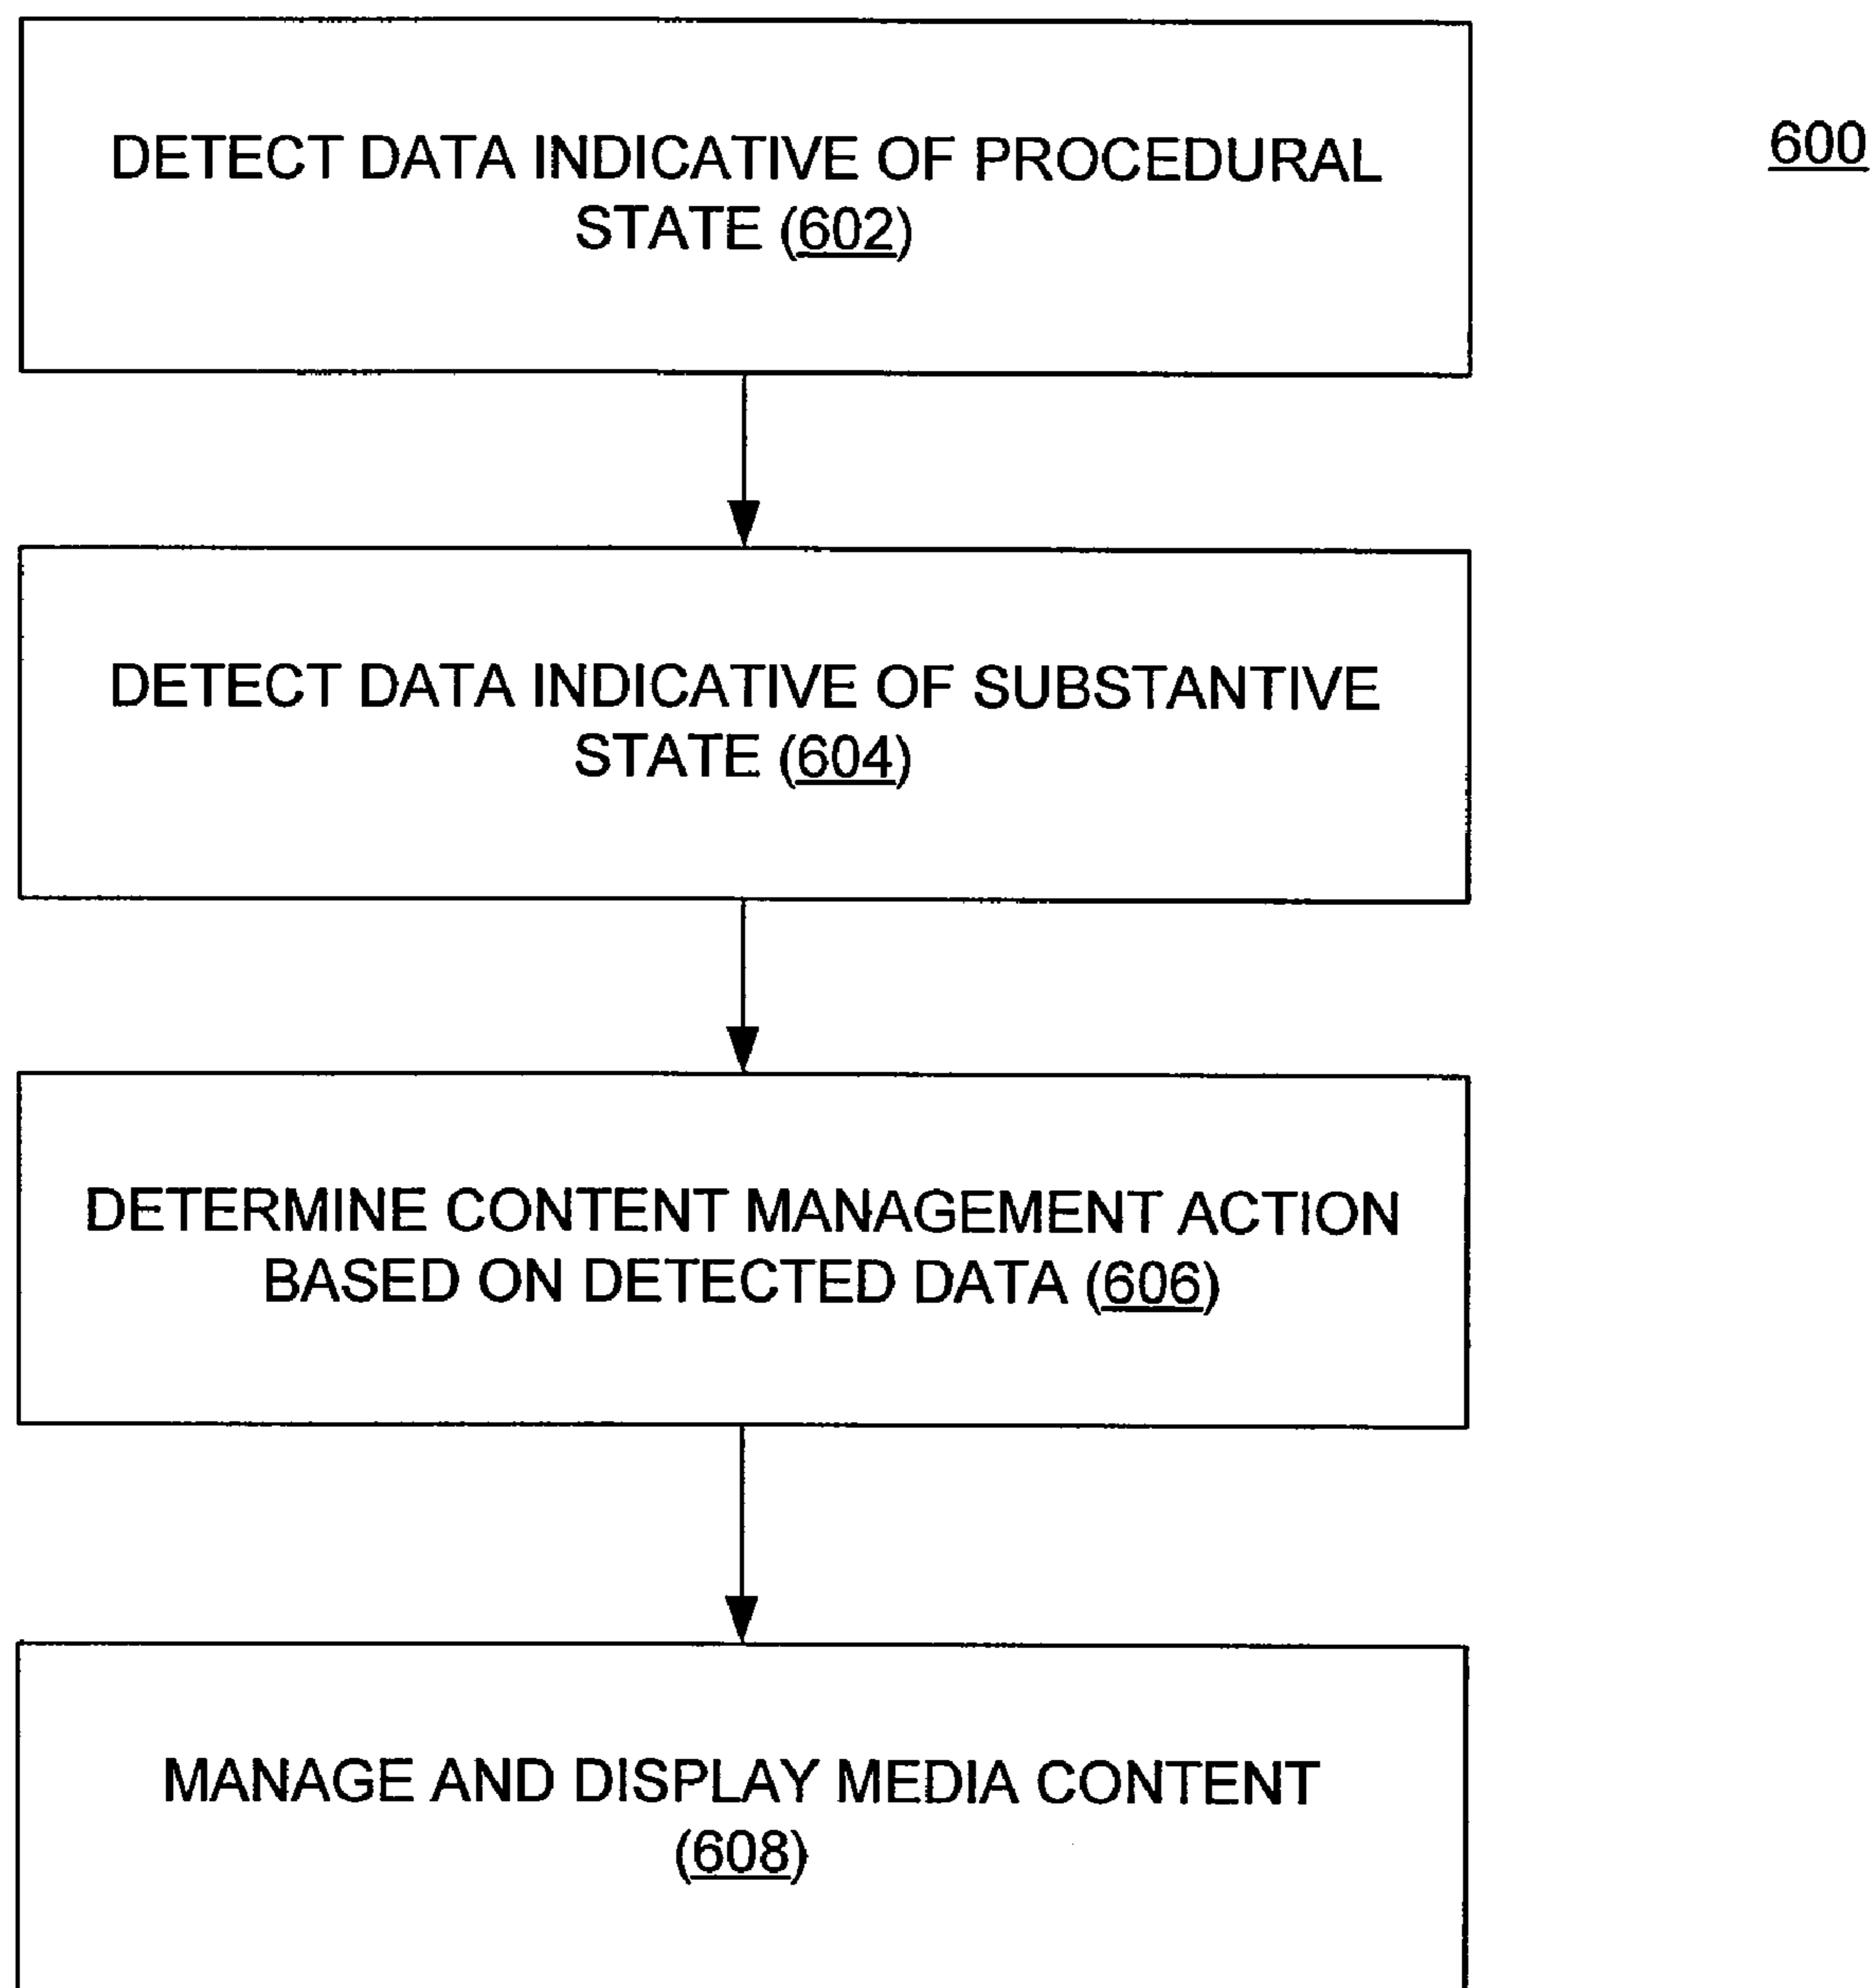 DETECT DATA INDICATIVE OF PROCEDURAL
STATE (602)
600
DETECT DATA INDICATIVE OF SUBSTANTIVE
STATE (604)
DETERMINE CONTENT MANAGEMENT ACTION
BASED ON DETECTED DATA (606)
MANAGE AND DISPLAY MEDIA CONTENT
(608)